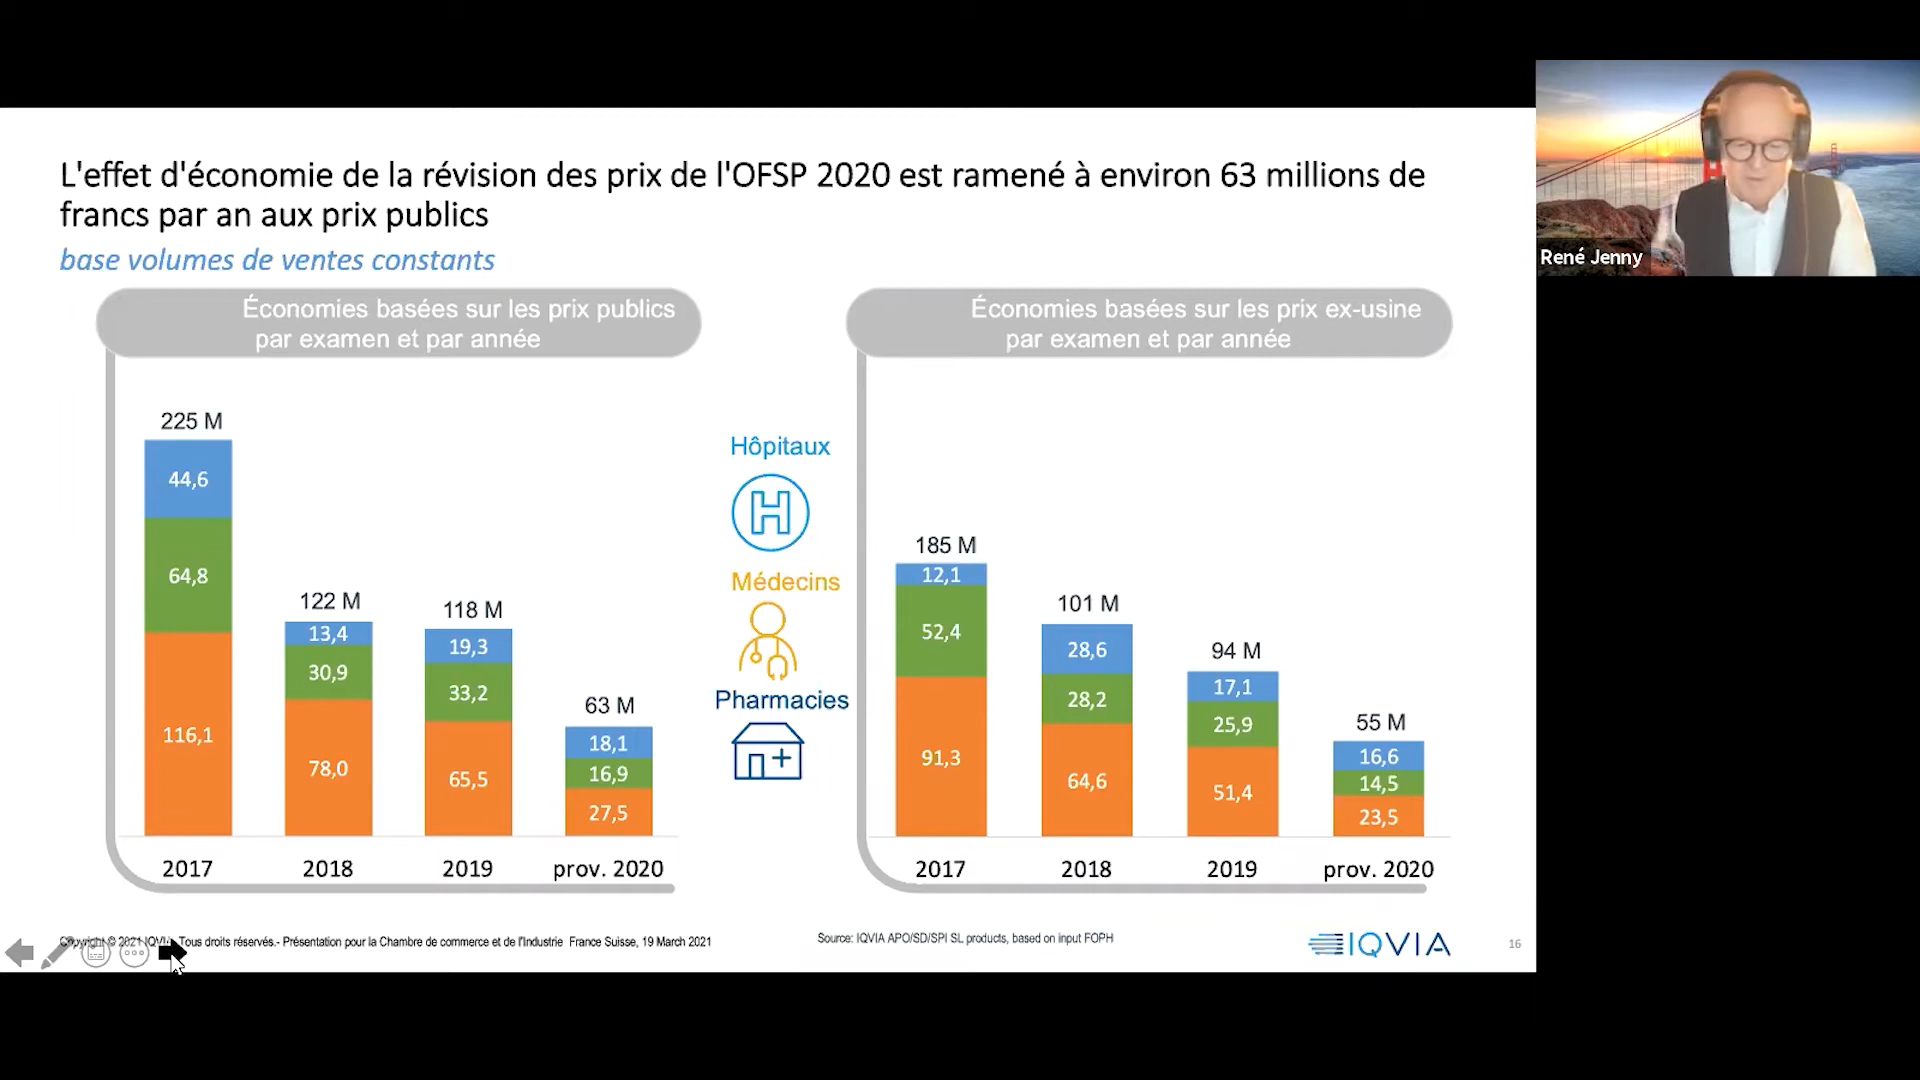 L'effet d'économie de la révision des prix de l'OFSP 2020 est ramené à environ 63 millions de
francs par an aux prix publics
base volumes de ventes constants
Économies basées sur les prix publics
par examen et par année
225 M
44,6
64,8
116,1
122 M
13,4
30,9
78,0
118 M
19,3
33,2
65,5
63 M
18,1
16,9
27,5
2017
2018
2019
prov. 2020
Hôpitaux
H
Médecins
Pharmacies
Économies basées sur les prix ex-usine
par examen et par année
185 M
12,1
52,4
91,3
101 M
28,6
28,2
64,6
94 M
17,1
25,9
51,4
55 M
16,6
14,5
23,5
2017
2018
2019
prov. 2020
Copyright © 2021 IQVIA. Tous droits réservés.- Présentation pour la Chambre de commerce et de l'Industrie France Suisse, 19 March 2021
Source: IQVIA APO/SD/SPI SL products, based on input FOPH
IQVIA
16
René Jenny